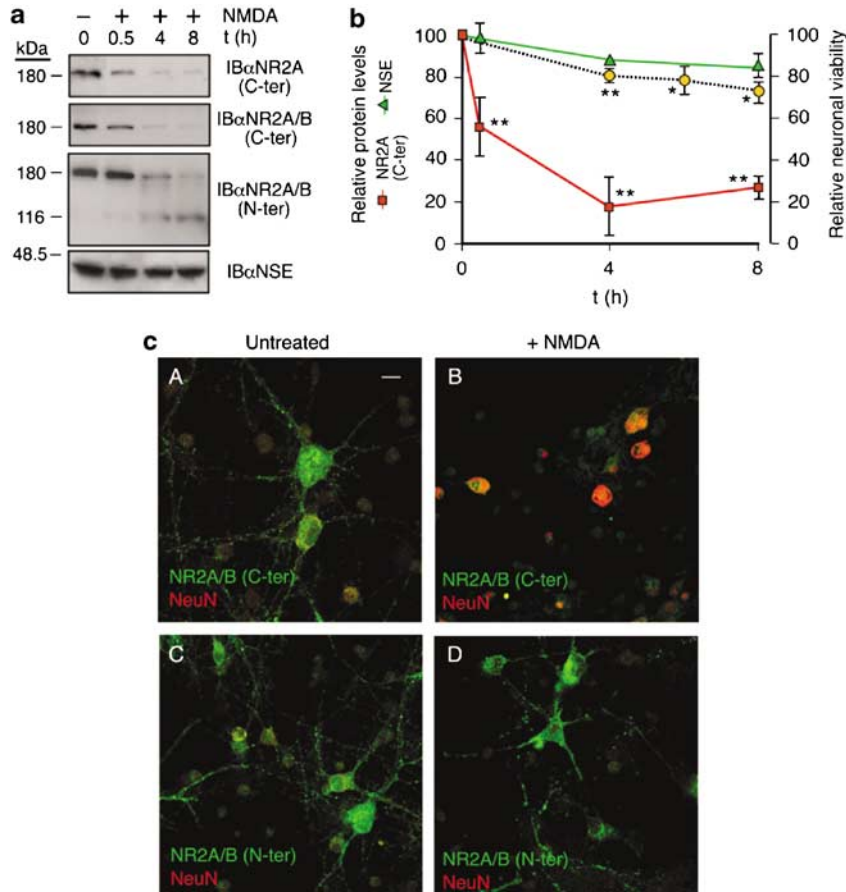 a
− + + + NMDA
0 0.5 4 8 t (h)
kDa
180 IBαNR2A
(C-ter)
180 IBαNR2A/B
(C-ter)
180
IBαNR2A/B
(N-ter)
116
48.5
IBαNSE
b
Relative protein levels
NSE
NR2A
(C-ter)
100
80
60
40
20
0
**
**
**
**
*
*
100
80
60
40
20
0
Relative neuronal viability
0 4 8
t (h)
c
Untreated + NMDA
A
NR2A/B (C-ter)
NeuN
B
NR2A/B (C-ter)
NeuN
C
NR2A/B (N-ter)
NeuN
D
NR2A/B (N-ter)
NeuN